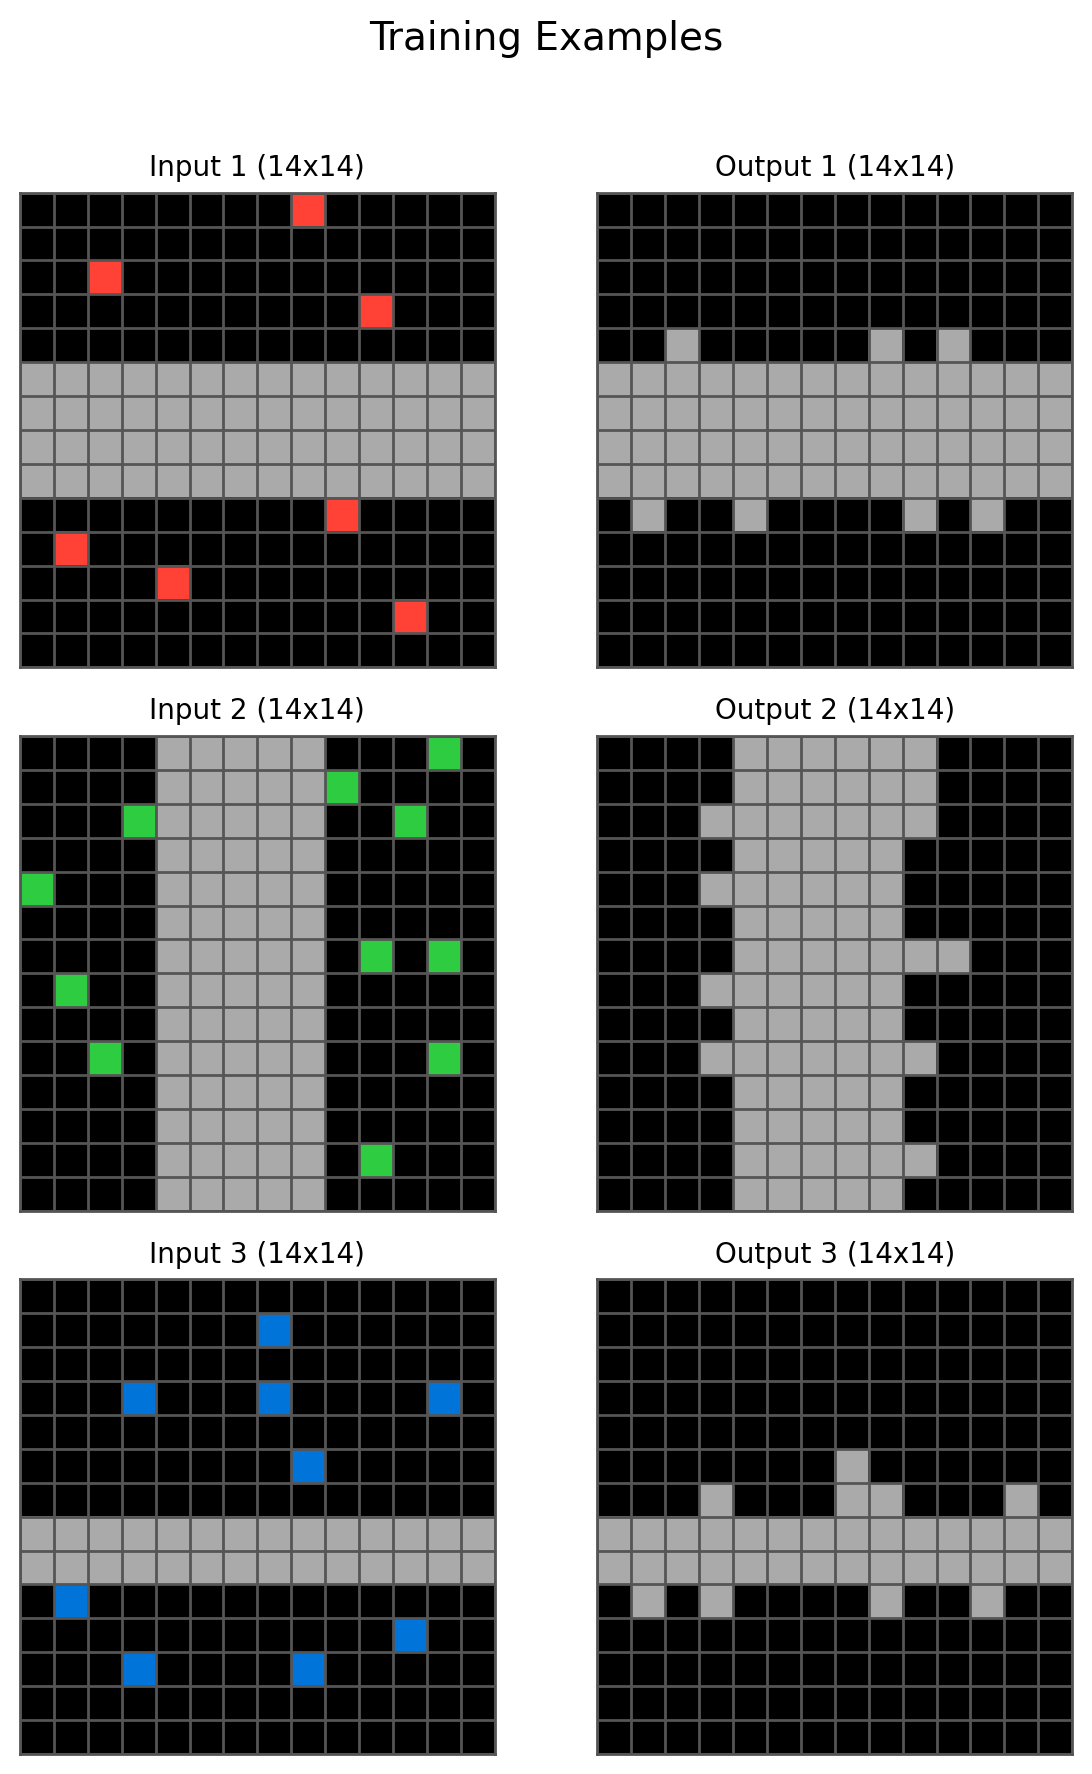 Training Examples
Input 1 (14x14)
Output 1 (14x14)
Input 2 (14x14)
Output 2 (14x14)
Input 3 (14x14)
Output 3 (14x14)